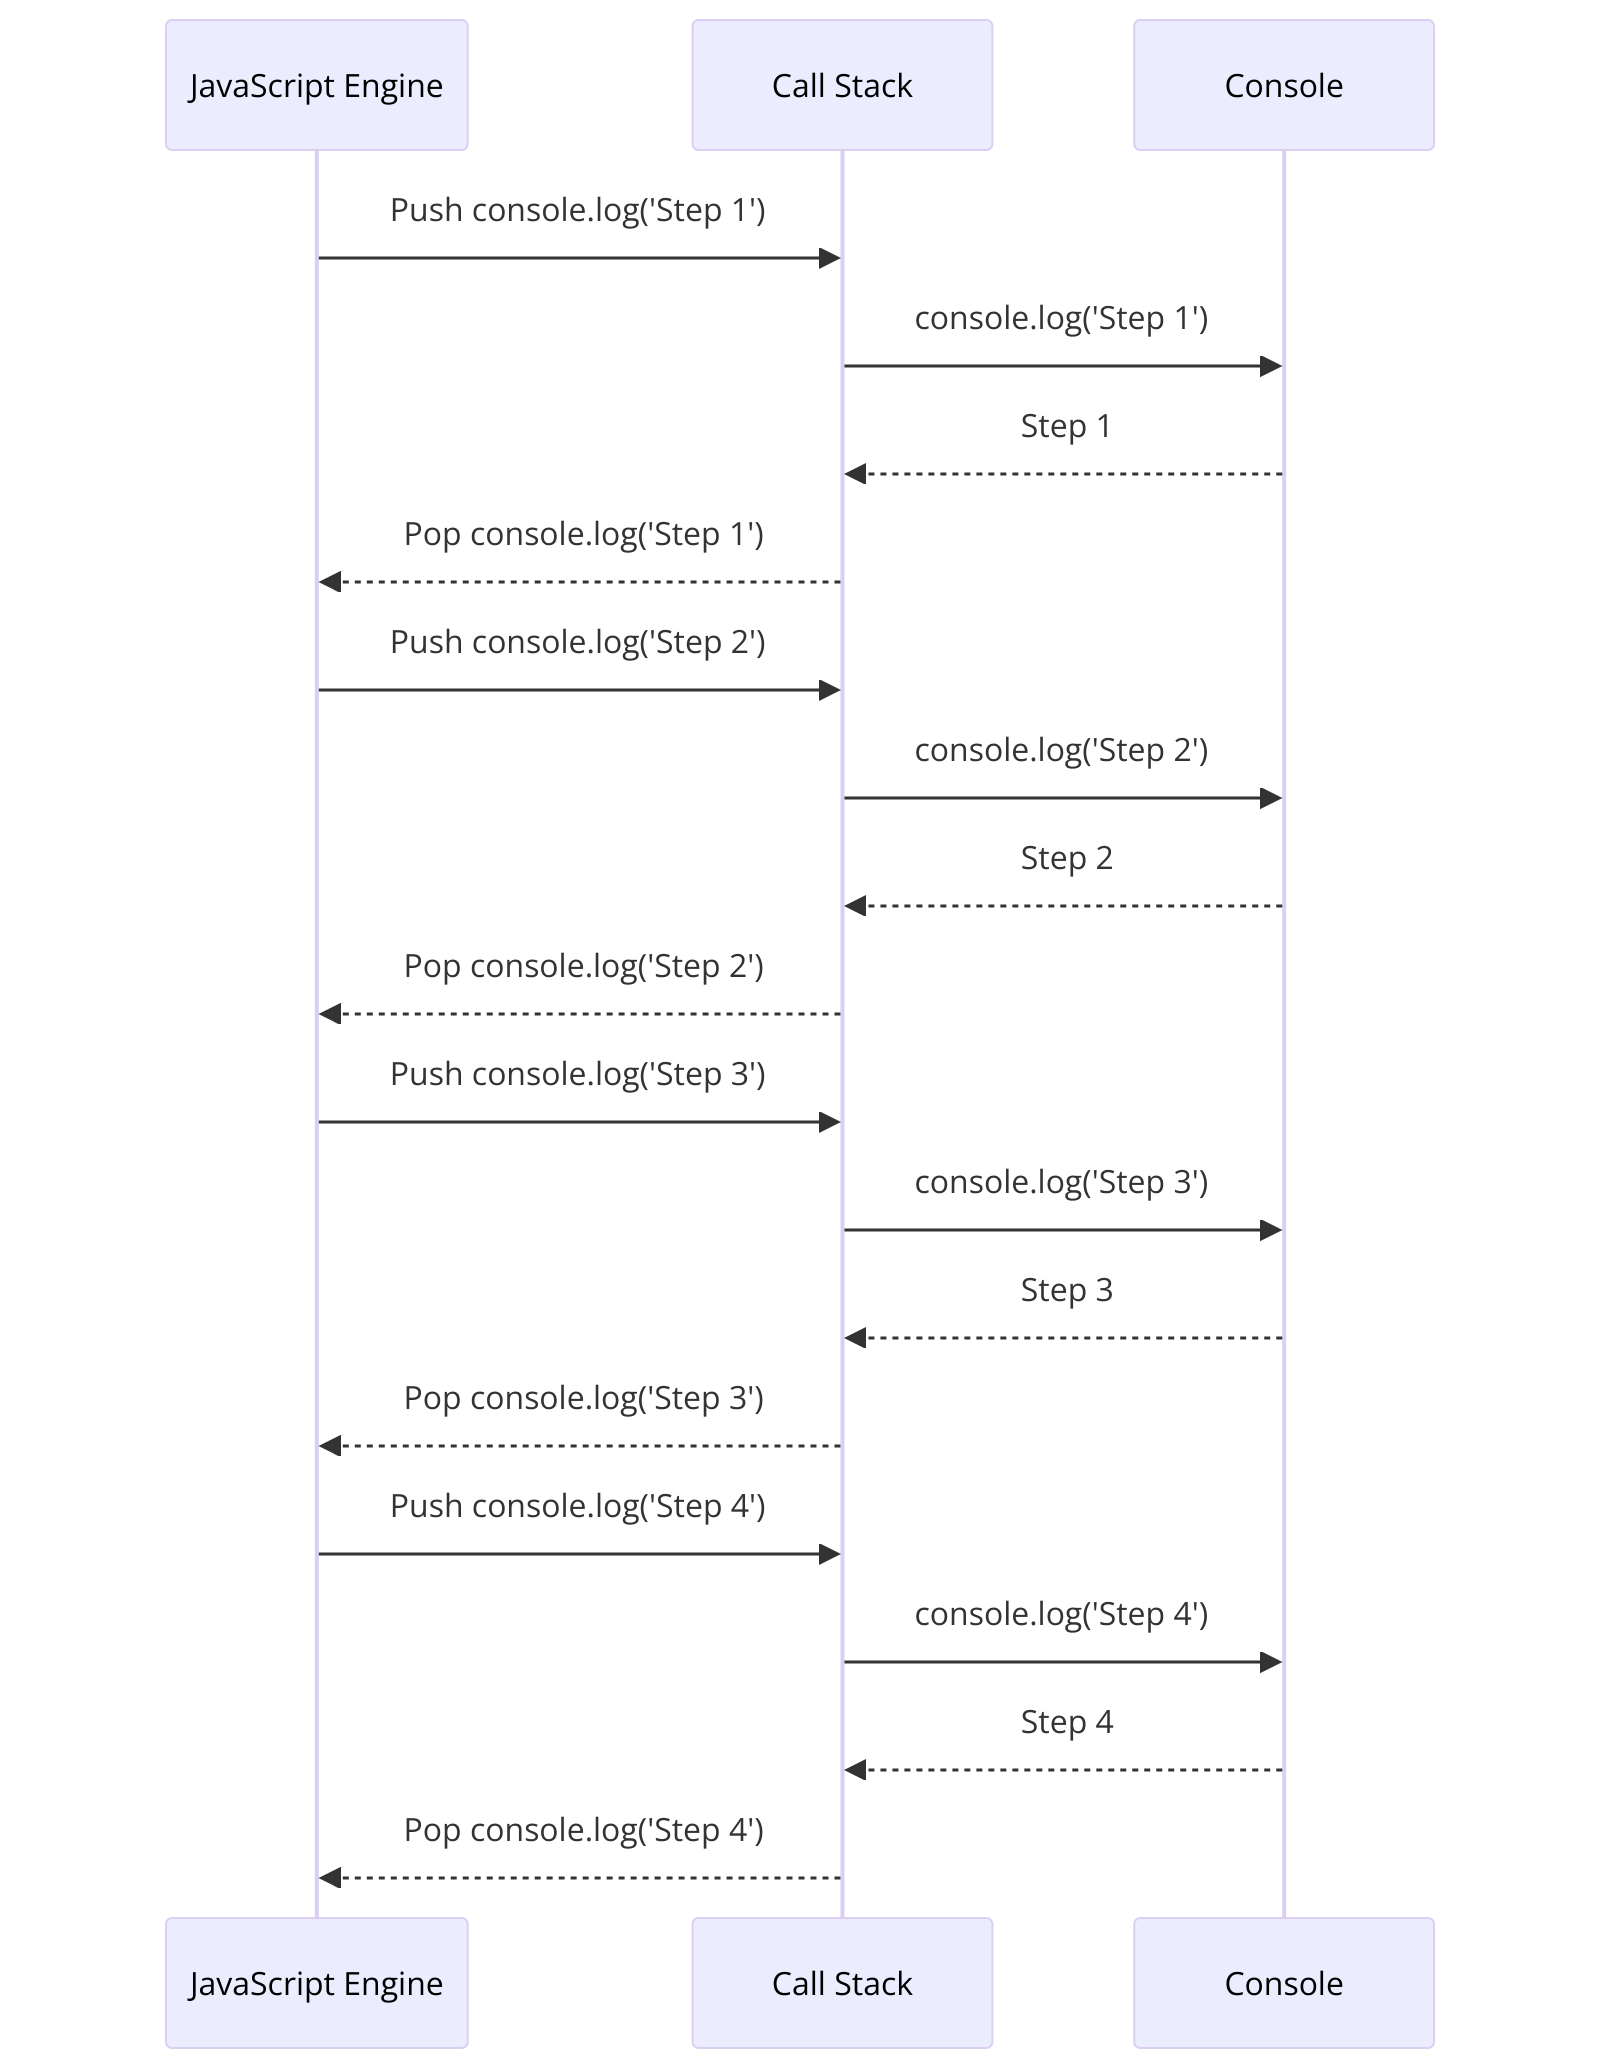 JavaScript Engine
Call Stack
Console
Push console.log('Step 1')
console.log('Step 1')
Step 1
Pop console.log('Step 1')
Push console.log('Step 2')
console.log('Step 2')
Step 2
Pop console.log('Step 2')
Push console.log('Step 3')
console.log('Step 3')
Step 3
Pop console.log('Step 3')
Push console.log('Step 4')
console.log('Step 4')
Step 4
Pop console.log('Step 4')
JavaScript Engine
Call Stack
Console